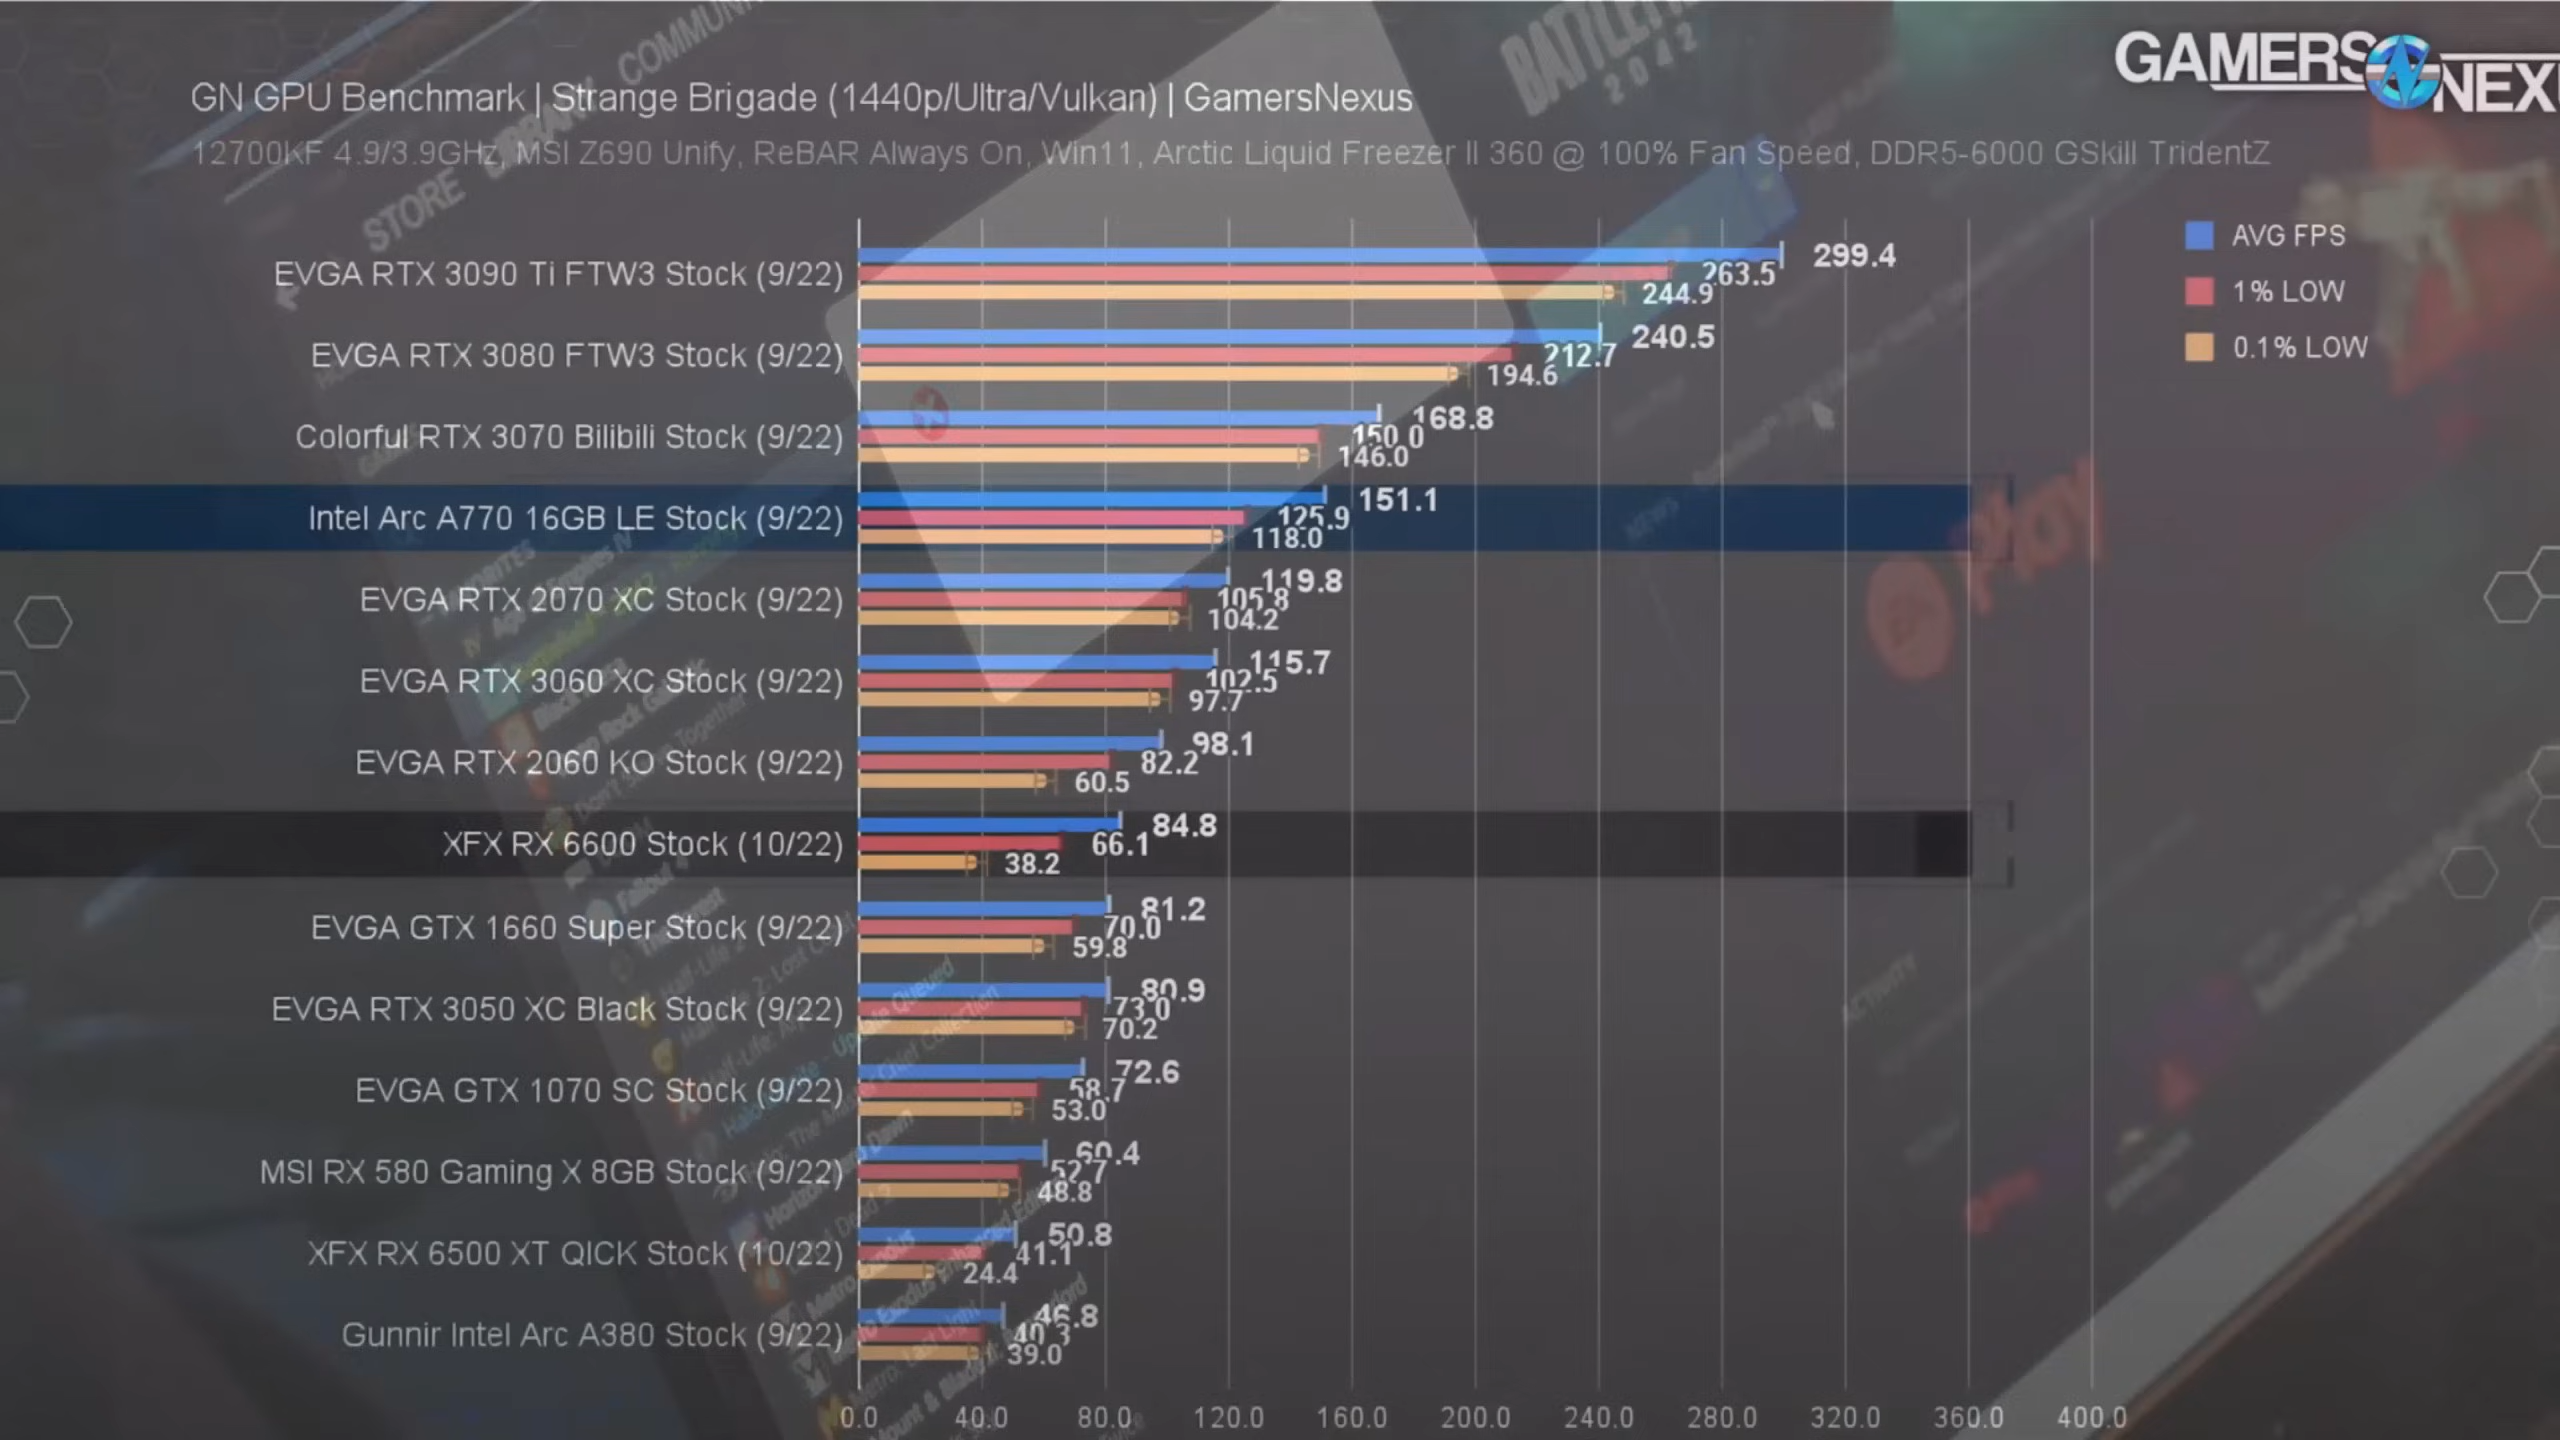 GAMERS NEXU
GN GPU Benchmark | Strange Brigade (1440p/Ultra/Vulkan) | GamersNexus
12700KF 4.9/3.9GHz, MSI Z690 Unify, ReBAR Always On, Win11, Arctic Liquid Freezer II 360 @ 100% Fan Speed, DDR5-6000 GSkill TridentZ
STORE LIBRARY COMMUN
2042
AVG FPS
1% LOW
0.1% LOW
EVGA RTX 3090 Ti FTW3 Stock (9/22)
299.4
263.5
244.9
EVGA RTX 3080 FTW3 Stock (9/22)
240.5
212.7
194.6
Colorful RTX 3070 Bilibili Stock (9/22)
168.8
150.0
146.0
Intel Arc A770 16GB LE Stock (9/22)
151.1
125.9
118.0
EVGA RTX 2070 XC Stock (9/22)
119.8
105.8
104.2
EVGA RTX 3060 XC Stock (9/22)
115.7
102.5
97.7
EVGA RTX 2060 KO Stock (9/22)
98.1
82.2
60.5
XFX RX 6600 Stock (10/22)
84.8
66.1
38.2
EVGA GTX 1660 Super Stock (9/22)
81.2
70.0
59.8
EVGA RTX 3050 XC Black Stock (9/22)
80.9
73.0
70.2
EVGA GTX 1070 SC Stock (9/22)
72.6
58.7
53.0
MSI RX 580 Gaming X 8GB Stock (9/22)
60.4
52.7
48.8
XFX RX 6500 XT QICK Stock (10/22)
50.8
41.1
24.4
Gunnir Intel Arc A380 Stock (9/22)
46.8
40.3
39.0
0.0 40.0 80.0 120.0 160.0 200.0 240.0 280.0 320.0 360.0 400.0